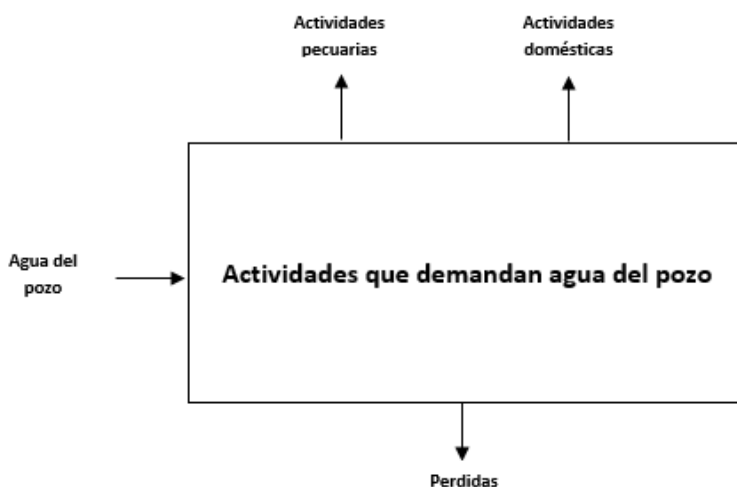 Actividades
pecuarias
Actividades
domésticas
Agua del
pozo
Actividades que demandan agua del pozo
Perdidas